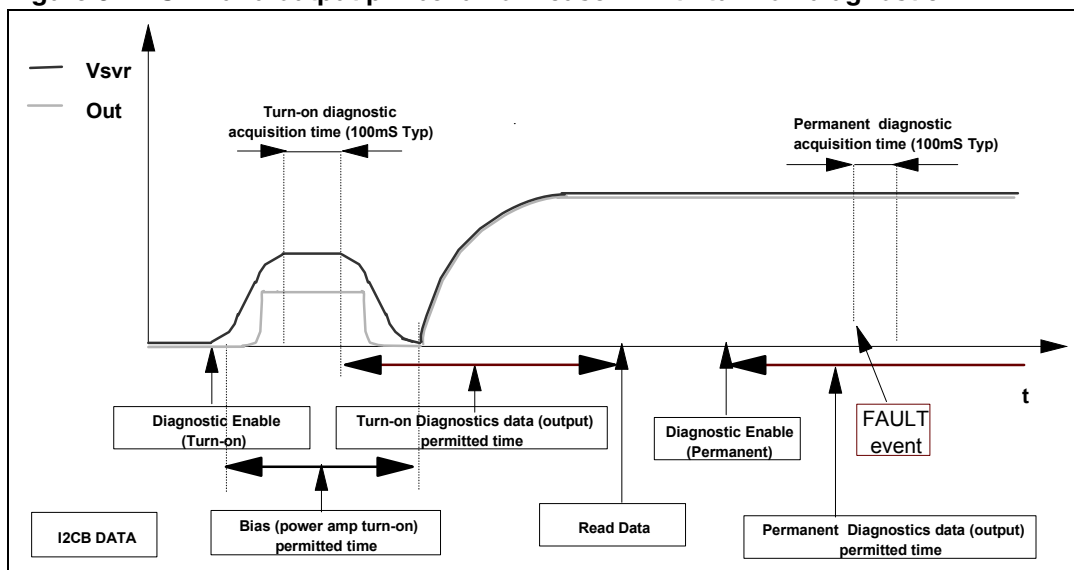 Vsvr
Out
Turn-on diagnostic
acquisition time (100mS Typ)
Permanent diagnostic
acquisition time (100mS Typ)
t
Diagnostic Enable
(Turn-on)
Turn-on Diagnostics data (output)
permitted time
Diagnostic Enable
(Permanent)
FAULT
event
I2CB DATA
Bias (power amp turn-on)
permitted time
Read Data
Permanent Diagnostics data (output)
permitted time